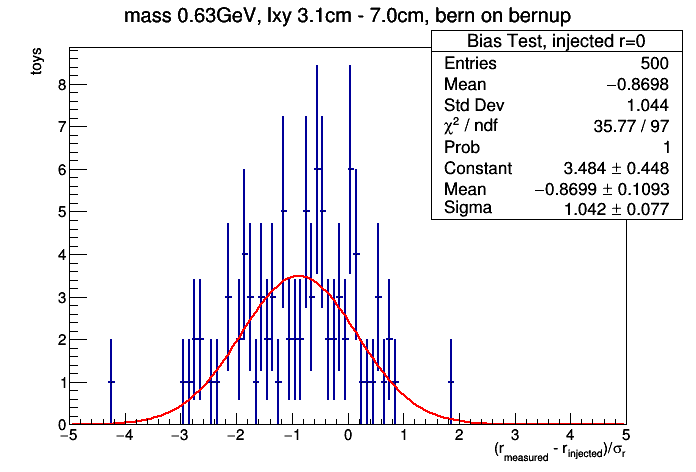 mass 0.63GeV, lxy 3.1cm - 7.0cm, bern on bernup
Bias Test, injected r=0
Entries 500
Mean −0.8698
Std Dev 1.044
χ² / ndf 35.77 / 97
Prob 1
Constant 3.484 ± 0.448
Mean −0.8699 ± 0.1093
Sigma 1.042 ± 0.077
toys
8
7
6
5
4
3
2
1
0
−5 −4 −3 −2 −1 0 1 2 3 4 5
(r_measured - r_injected)/σ_r